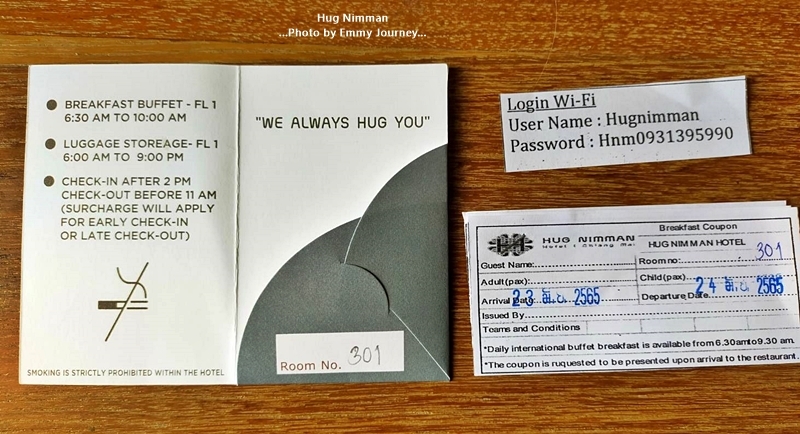 Hug Nimman
...Photo by Emmy Journey...
BREAKFAST BUFFET - FL 1
6:30 AM TO 10:00 AM
LUGGAGE STOREAGE- FL 1
6:00 AM TO 9:00 PM
CHECK-IN AFTER 2 PM
CHECK-OUT BEFORE 11 AM
(SURCHARGE WILL APPLY
FOR EARLY CHECK-IN
OR LATE CHECK-OUT)
SMOKING IS STRICTLY PROHIBITED WITHIN THE HOTEL
"WE ALWAYS HUG YOU"
Room No. 301
Login Wi-Fi
User Name : Hugnimman
Password : Hnm0931395990
HUG NIMMAN
Hotel : Chiang Mai
Breakfast Coupon
HUG NIMMAN HOTEL
Guest Name:
Room no: 301
Adult(pax):
Child(pax)
Arrival Date: 23 2565
Departure Date 24 2565
Issued By
Teams and Conditions
*Daily international buffet breakfast is available from 6.30amto9.30 am.
*The coupon is ruquested to be presented upon arrival to the restaurant.